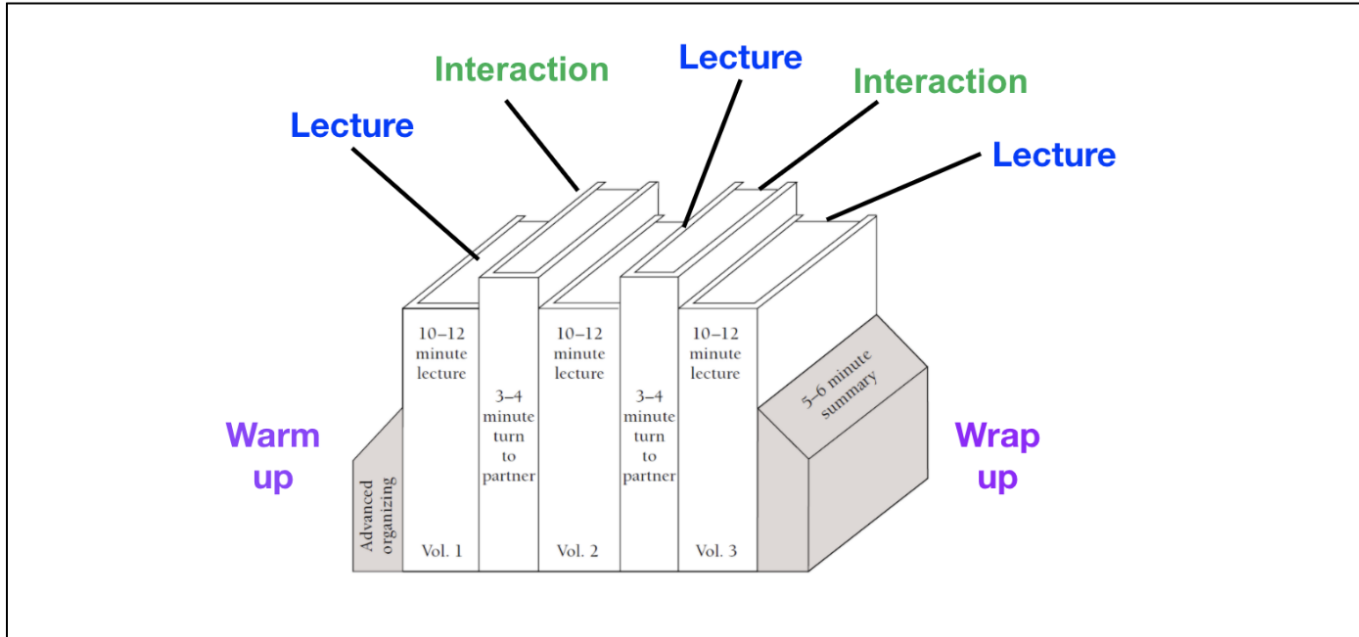 Lecture
Interaction
Lecture
Interaction
Lecture
Warm
up
Advanced
organizing
10–12
minute
lecture
Vol. 1
3–4
minute
turn
to
partner
10–12
minute
lecture
Vol. 2
3–4
minute
turn
to
partner
10–12
minute
lecture
Vol. 3
5–6 minute
summary
Wrap
up